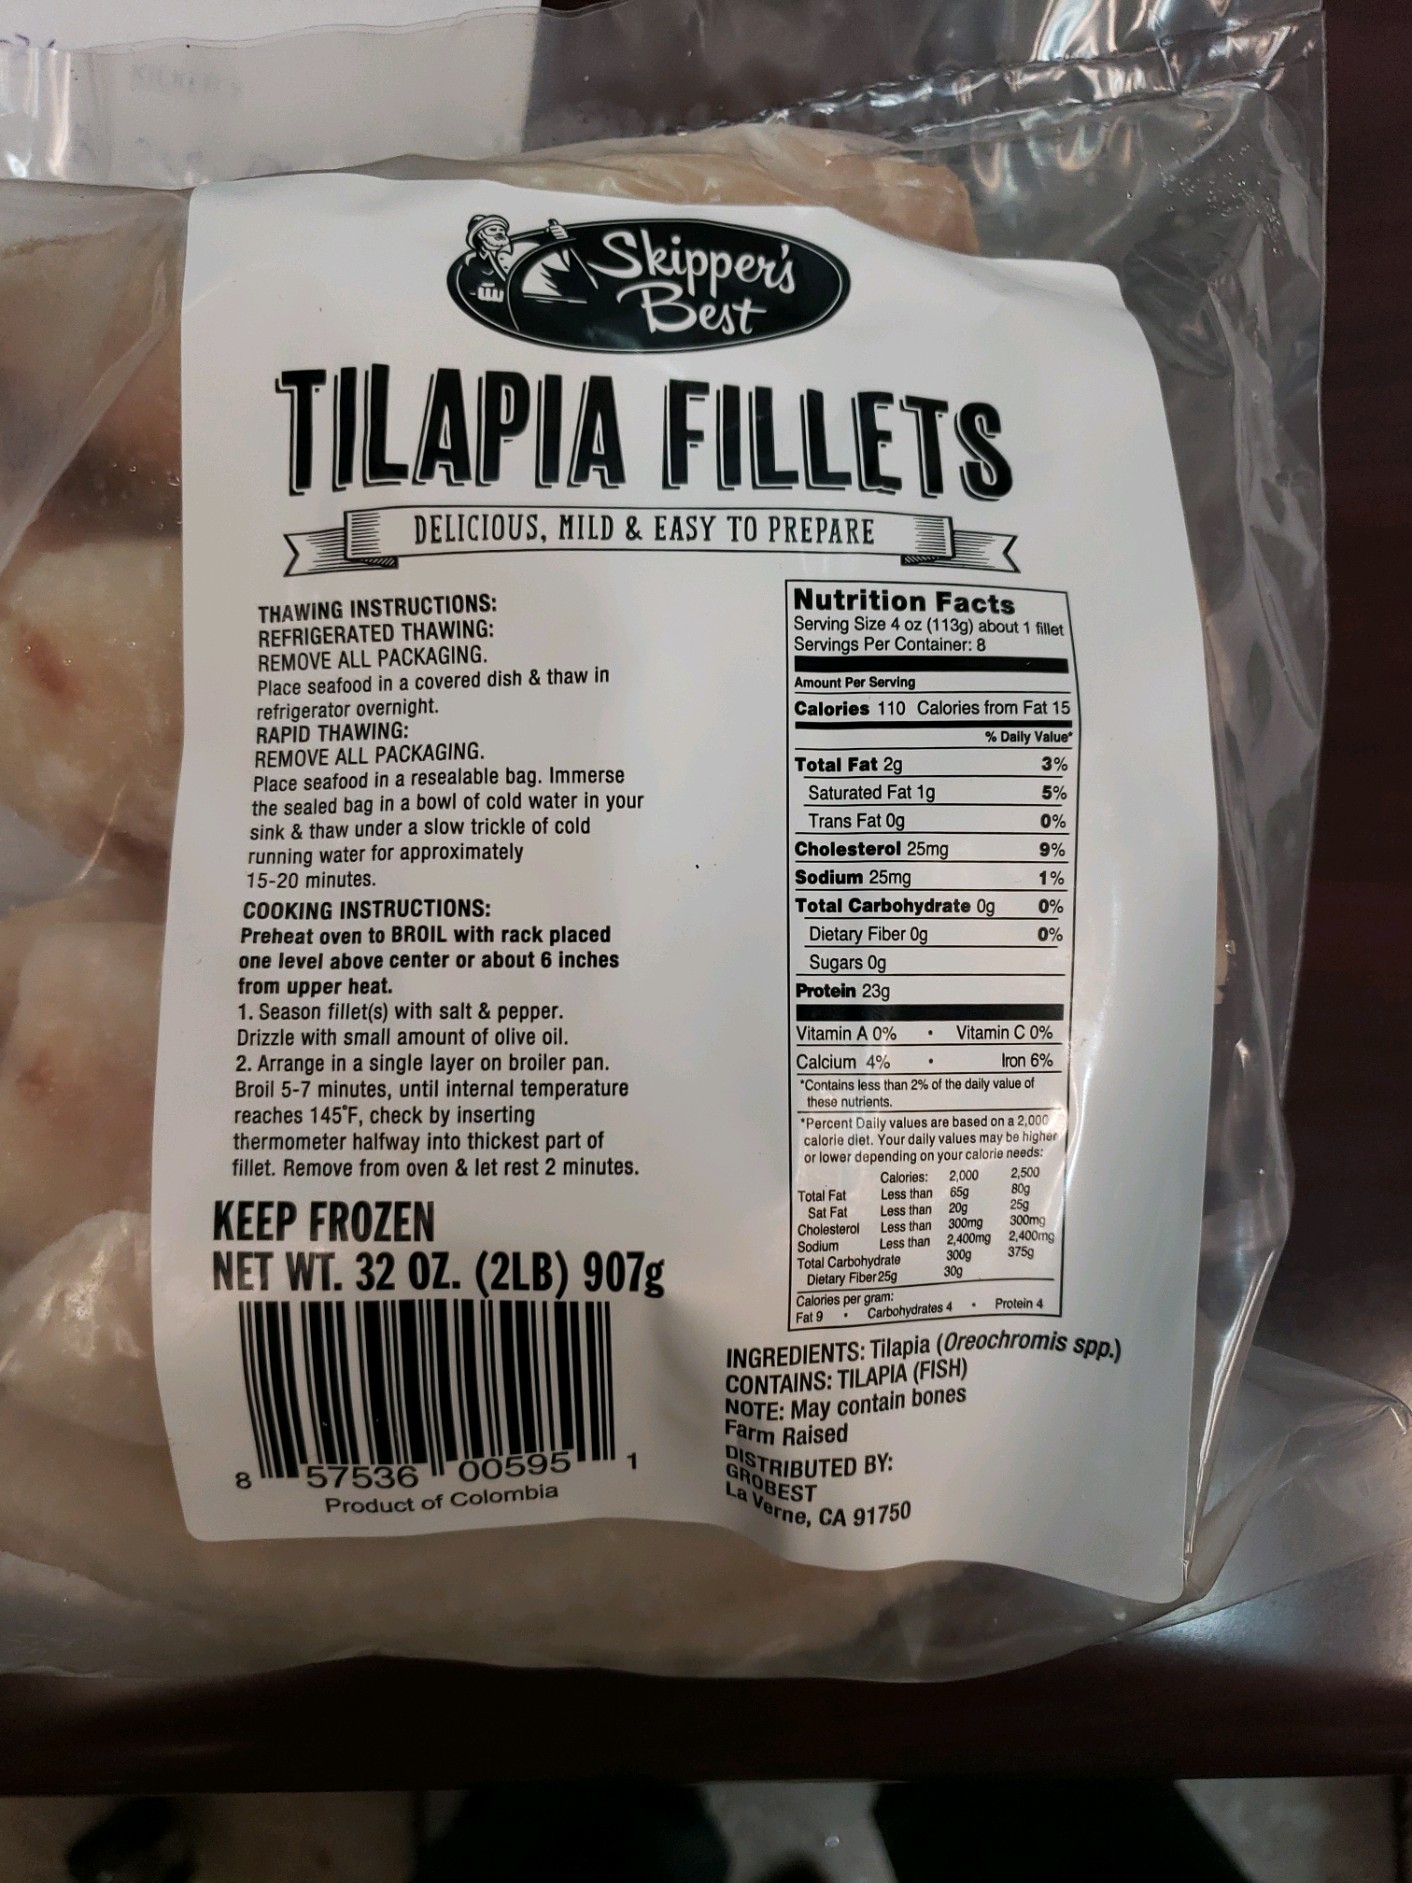 Skipper's
Best
TILAPIA FILLETS
DELICIOUS, MILD & EASY TO PREPARE
THAWING INSTRUCTIONS:
REFRIGERATED THAWING:
REMOVE ALL PACKAGING.
Place seafood in a covered dish & thaw in
refrigerator overnight.
RAPID THAWING:
REMOVE ALL PACKAGING.
Place seafood in a resealable bag. Immerse
the sealed bag in a bowl of cold water in your
sink & thaw under a slow trickle of cold
running water for approximately
15-20 minutes.
COOKING INSTRUCTIONS:
Preheat oven to BROIL with rack placed
one level above center or about 6 inches
from upper heat.
1. Season fillet(s) with salt & pepper.
Drizzle with small amount of olive oil.
2. Arrange in a single layer on broiler pan.
Broil 5-7 minutes, until internal temperature
reaches 145°F, check by inserting
thermometer halfway into thickest part of
fillet. Remove from oven & let rest 2 minutes.
KEEP FROZEN
NET WT. 32 OZ. (2LB) 907g
8 57536 00595 1
Product of Colombia
Nutrition Facts
Serving Size 4 oz (113g) about 1 fillet
Servings Per Container: 8
Amount Per Serving
Calories 110 Calories from Fat 15
% Daily Value*
Total Fat 2g 3%
Saturated Fat 1g 5%
Trans Fat 0g 0%
Cholesterol 25mg 9%
Sodium 25mg 1%
Total Carbohydrate 0g 0%
Dietary Fiber 0g 0%
Sugars 0g
Protein 23g
Vitamin A 0% • Vitamin C 0%
Calcium 4% • Iron 6%
*Contains less than 2% of the daily value of
these nutrients.
*Percent Daily values are based on a 2,000
calorie diet. Your daily values may be higher
or lower depending on your calorie needs:
Calories: 2,000 2,500
Total Fat Less than 65g 80g
Sat Fat Less than 20g 25g
Cholesterol Less than 300mg 300mg
Sodium Less than 2,400mg 2,400mg
Total Carbohydrate 300g 375g
Dietary Fiber 25g 30g
Calories per gram:
Fat 9 • Carbohydrates 4 • Protein 4
INGREDIENTS: Tilapia (Oreochromis spp.)
CONTAINS: TILAPIA (FISH)
NOTE: May contain bones
Farm Raised
DISTRIBUTED BY:
GROBEST
La Verne, CA 91750